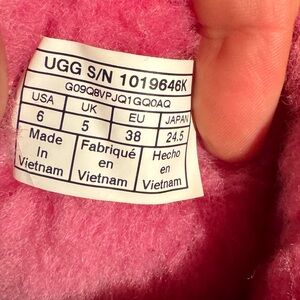 UGG S/N 1019646K
G09Q8VPJQ1GQ0AQ
USA UK EU JAPAN
6 5 38 24.5
Made in Vietnam
Fabriqué en Vietnam
Hecho en Vietnam